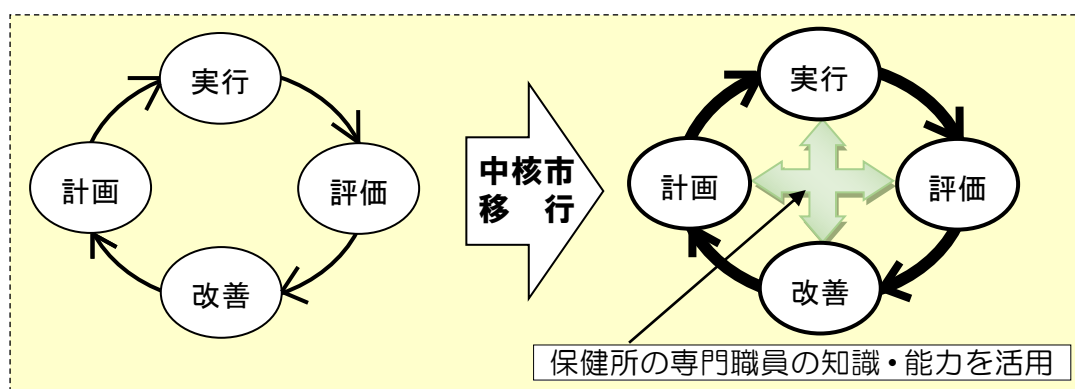 実行
計画
評価
改善
中核市
移 行
実行
計画
評価
改善
保健所の専門職員の知識・能力を活用